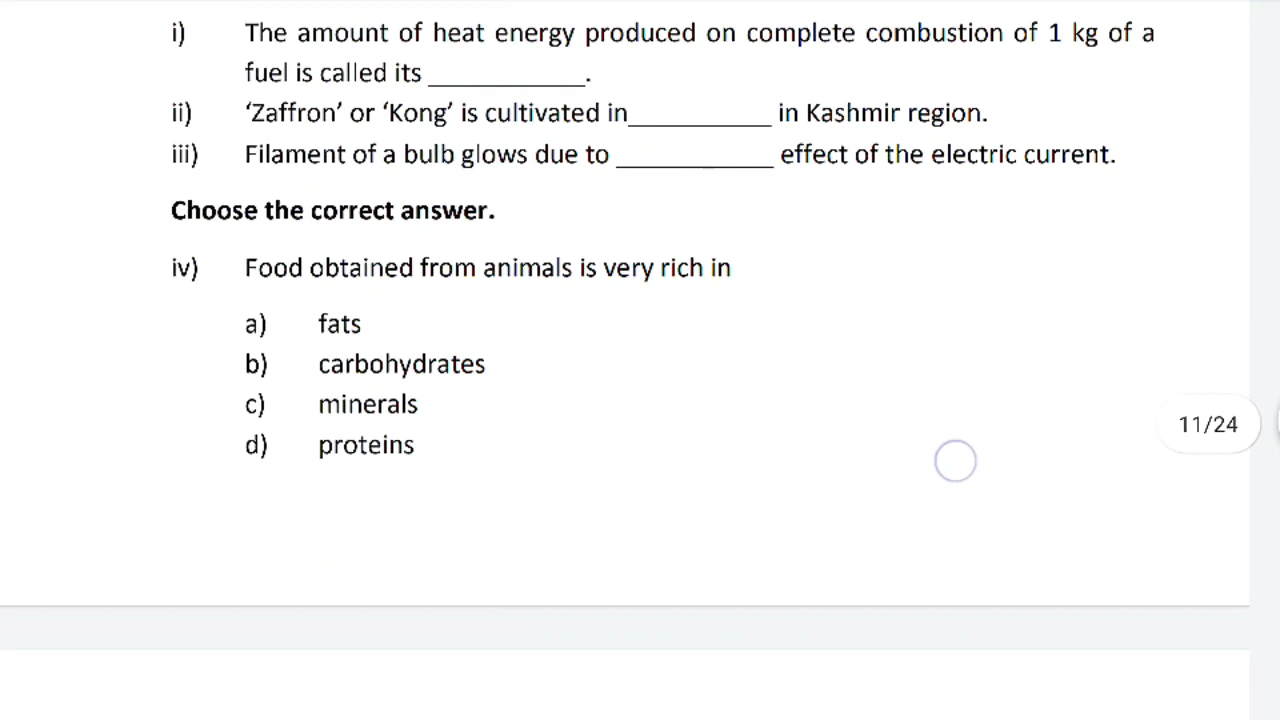 i) The amount of heat energy produced on complete combustion of 1 kg of a
fuel is called its ___________.
ii) ‘Zaffron’ or ‘Kong’ is cultivated in__________ in Kashmir region.
iii) Filament of a bulb glows due to ___________ effect of the electric current.
Choose the correct answer.
iv) Food obtained from animals is very rich in
a) fats
b) carbohydrates
c) minerals
d) proteins
11/24